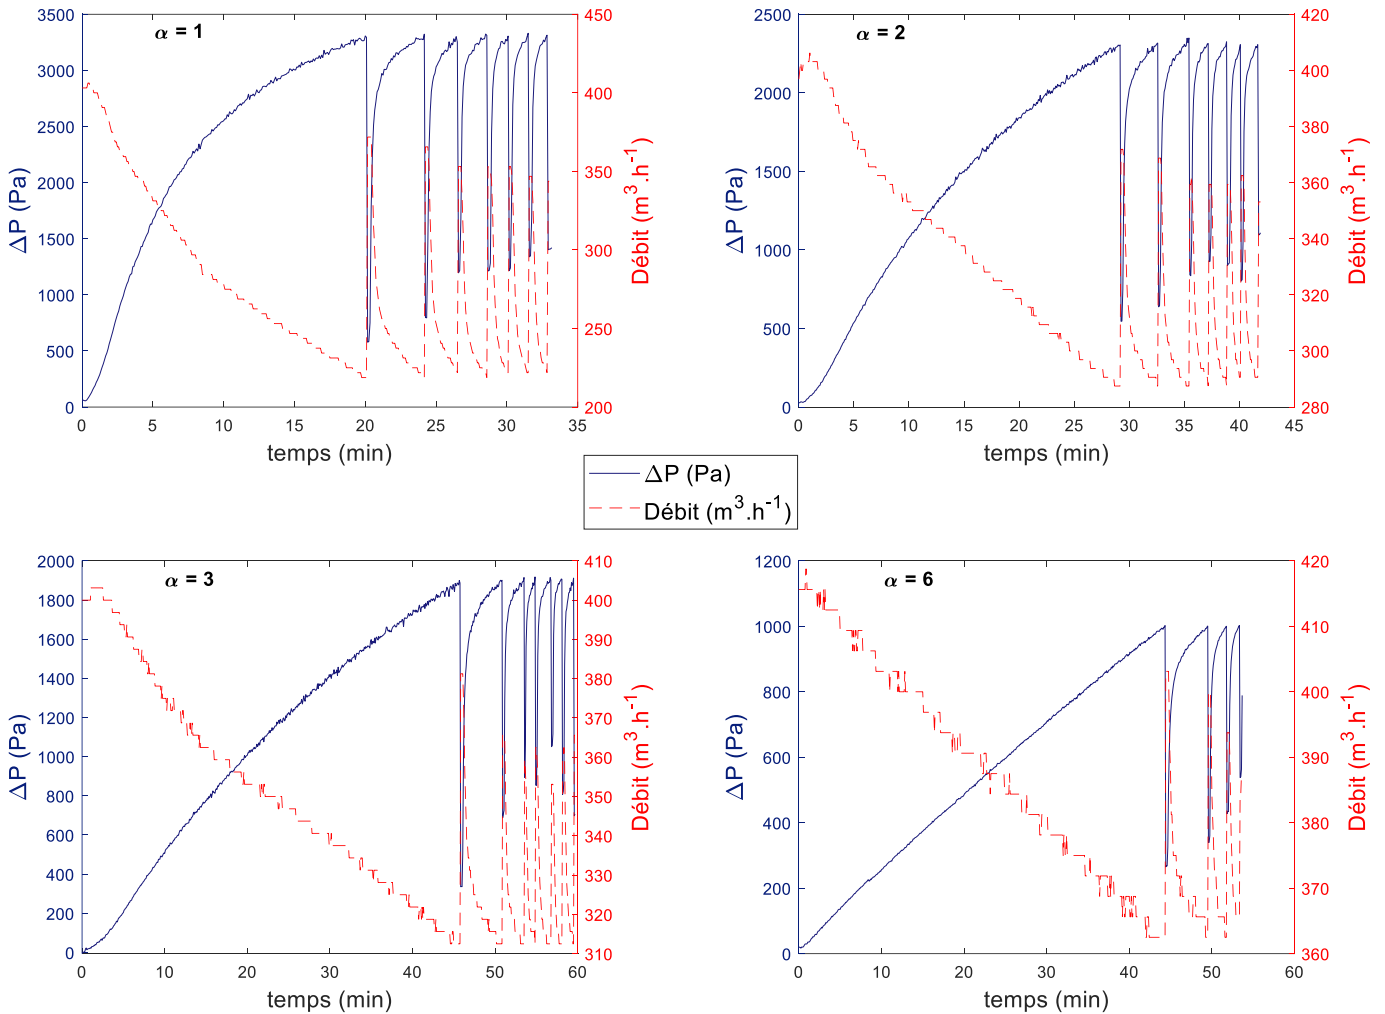 α = 1
3500
3000
2500
2000
1500
1000
500
0
ΔP (Pa)
450
400
350
300
250
200
Débit (m³.h⁻¹)
0 5 10 15 20 25 30 35
temps (min)
α = 2
2500
2000
1500
1000
500
0
ΔP (Pa)
420
400
380
360
340
320
300
280
Débit (m³.h⁻¹)
0 5 10 15 20 25 30 35 40 45
temps (min)
ΔP (Pa)
Débit (m³.h⁻¹)
α = 3
2000
1800
1600
1400
1200
1000
800
600
400
200
0
ΔP (Pa)
410
400
390
380
370
360
350
340
330
320
310
Débit (m³.h⁻¹)
0 10 20 30 40 50 60
temps (min)
α = 6
1200
1000
800
600
400
200
0
ΔP (Pa)
420
410
400
390
380
370
360
Débit (m³.h⁻¹)
0 10 20 30 40 50 60
temps (min)